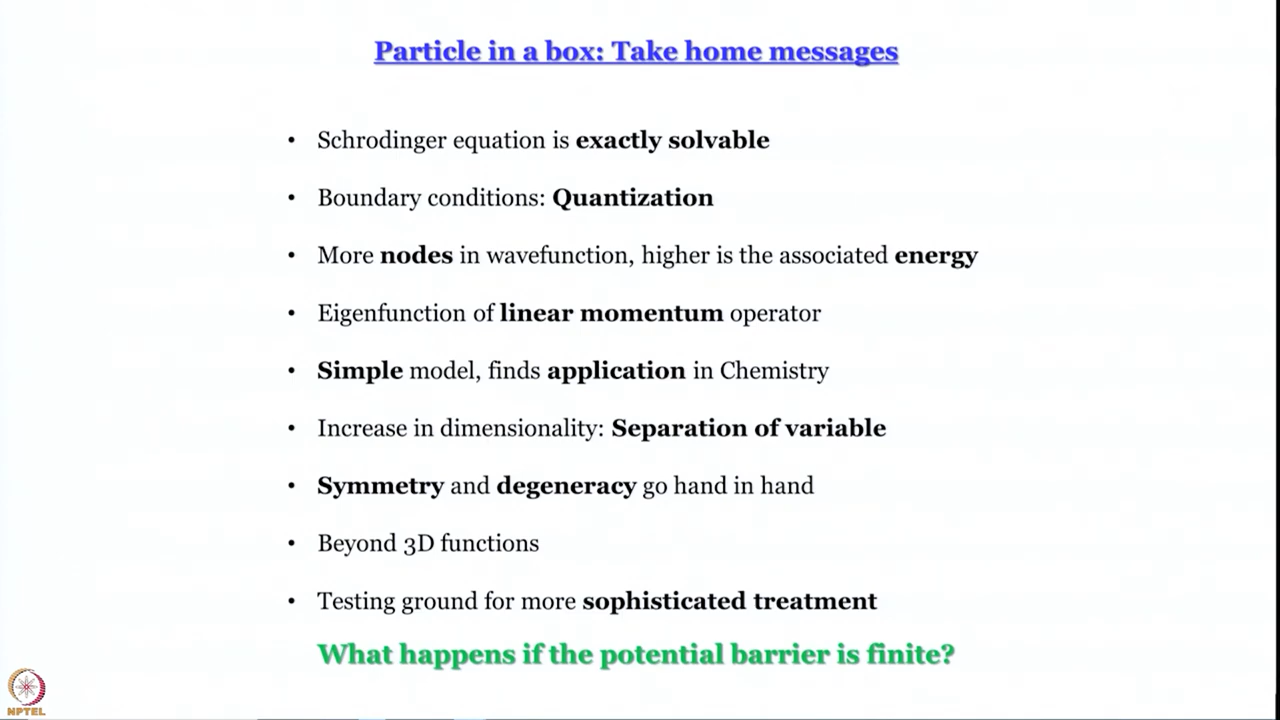 Particle in a box: Take home messages
• Schrodinger equation is exactly solvable
• Boundary conditions: Quantization
• More nodes in wavefunction, higher is the associated energy
• Eigenfunction of linear momentum operator
• Simple model, finds application in Chemistry
• Increase in dimensionality: Separation of variable
• Symmetry and degeneracy go hand in hand
• Beyond 3D functions
• Testing ground for more sophisticated treatment
What happens if the potential barrier is finite?
NPTEL